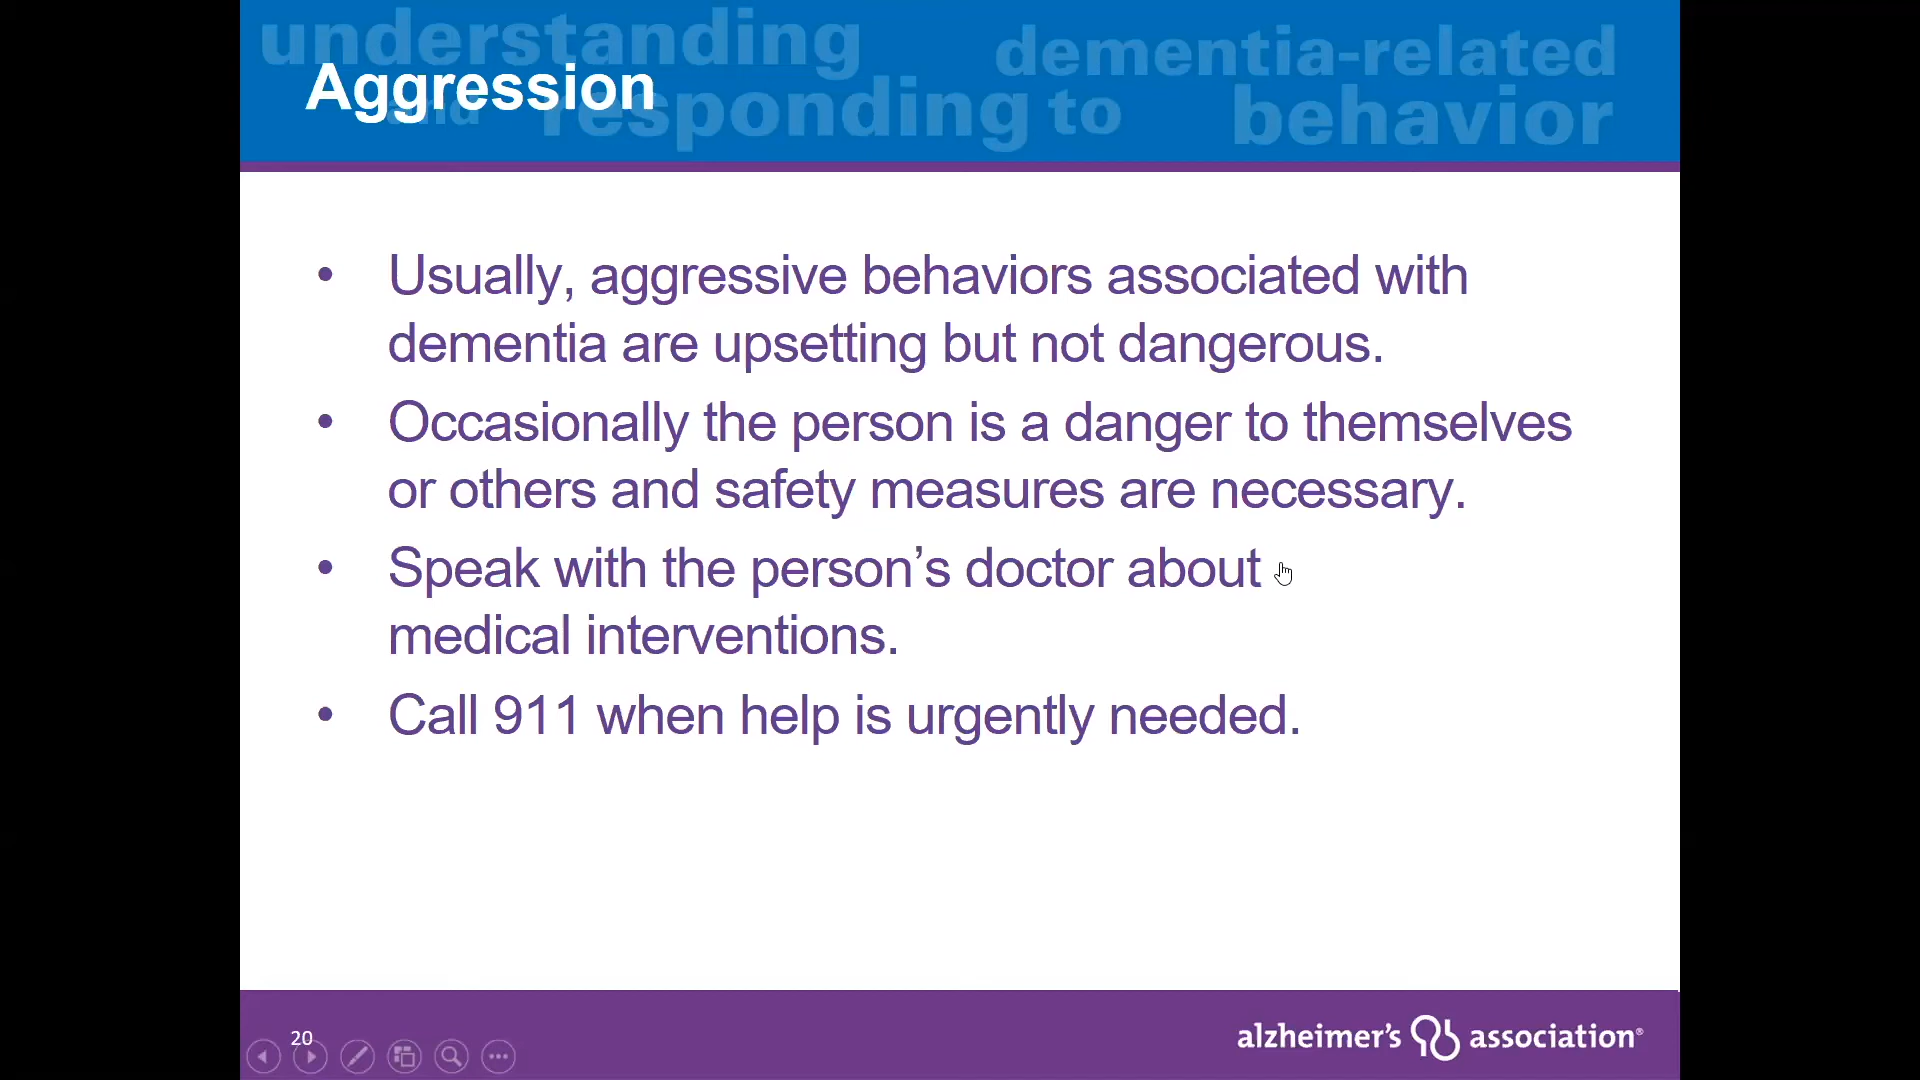 understanding dementia-related
and responding to behavior
Aggression
• Usually, aggressive behaviors associated with
dementia are upsetting but not dangerous.
• Occasionally the person is a danger to themselves
or others and safety measures are necessary.
• Speak with the person’s doctor about
medical interventions.
• Call 911 when help is urgently needed.
20
alzheimer's association®